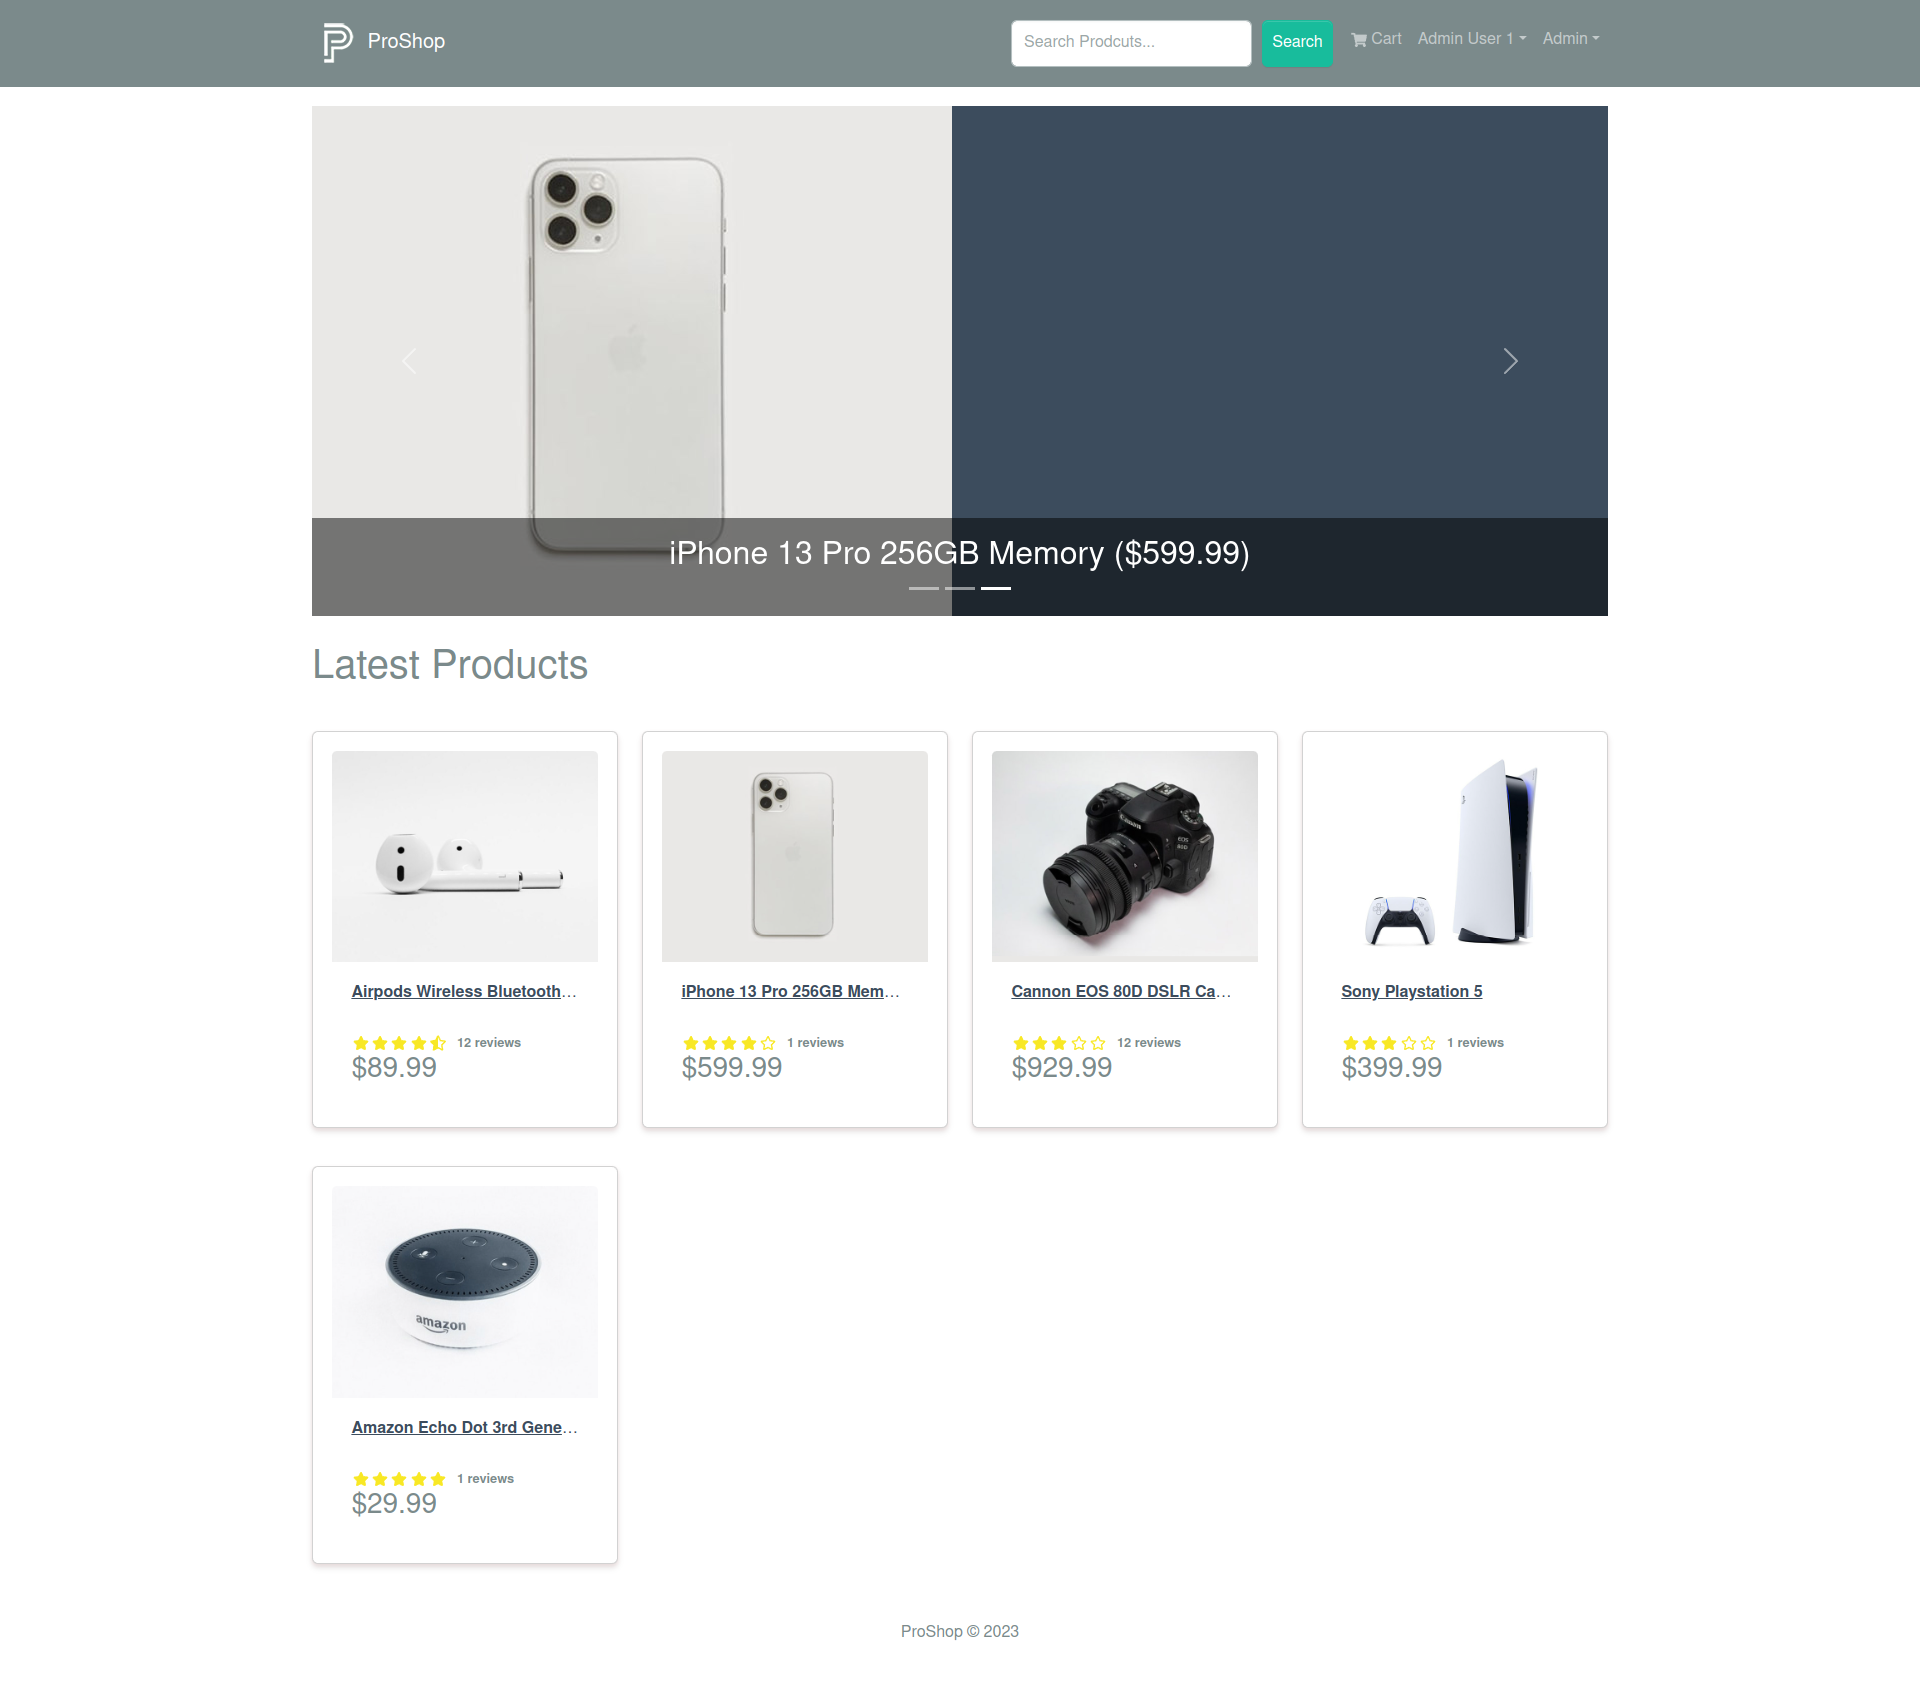 ProShop
Search Prodcuts...
Search
Cart
Admin User 1
Admin
iPhone 13 Pro 256GB Memory ($599.99)
Latest Products
Canon
EOS
80D
Airpods Wireless Bluetooth...
iPhone 13 Pro 256GB Mem...
Cannon EOS 80D DSLR Ca...
Sony Playstation 5
12 reviews
1 reviews
12 reviews
1 reviews
$89.99
$599.99
$929.99
$399.99
amazon
Amazon Echo Dot 3rd Gene...
1 reviews
$29.99
ProShop © 2023